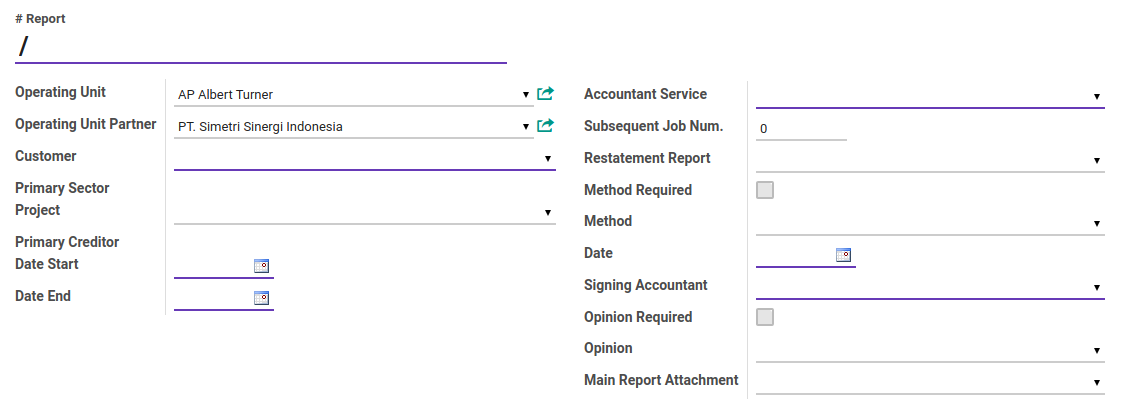 # Report
/
Operating Unit
AP Albert Turner
Operating Unit Partner
PT. Simetri Sinergi Indonesia
Customer
Primary Sector
Project
Primary Creditor
Date Start
Date End
Accountant Service
Subsequent Job Num.
0
Restatement Report
Method Required
Method
Date
Signing Accountant
Opinion Required
Opinion
Main Report Attachment